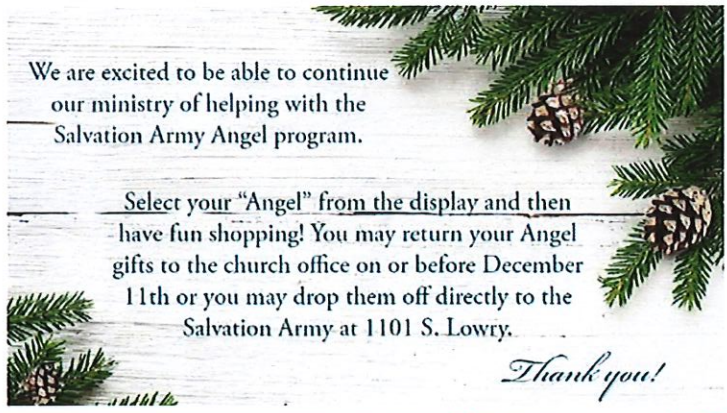 We are excited to be able to continue
our ministry of helping with the
Salvation Army Angel program.
Select your "Angel" from the display and then
have fun shopping! You may return your Angel
gifts to the church office on or before December
11th or you may drop them off directly to the
Salvation Army at 1101 S. Lowry.
Thank you!